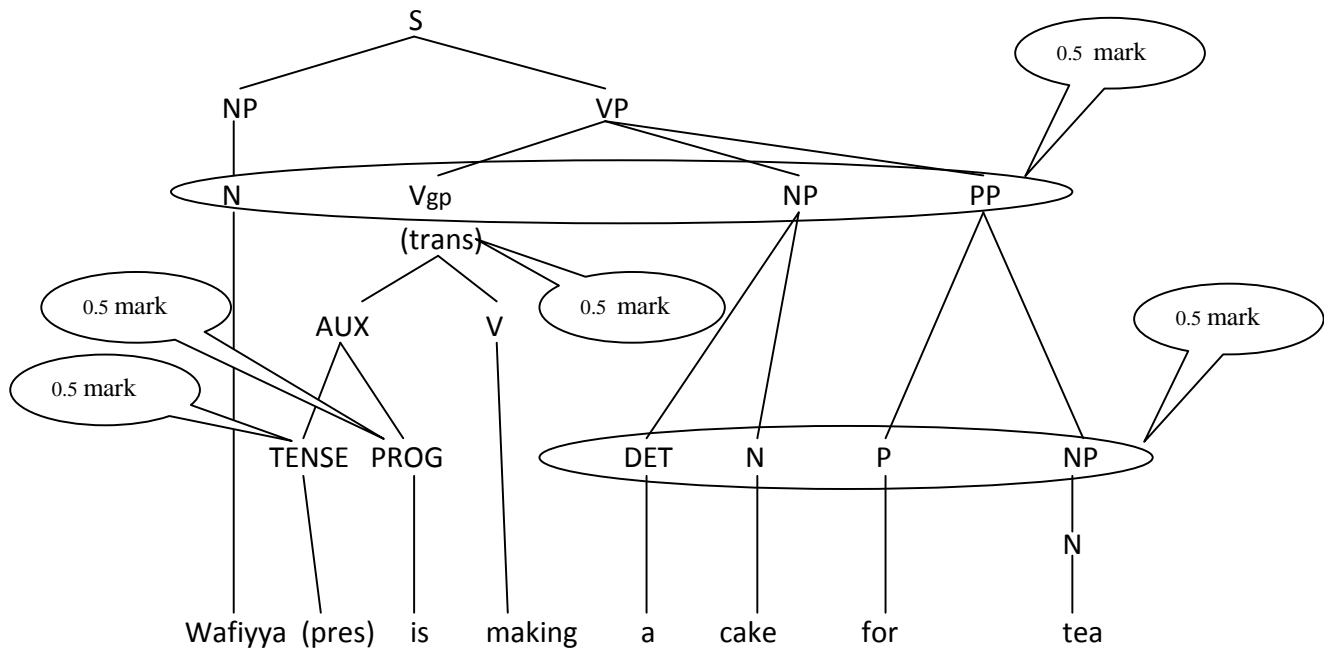 S
0.5 mark
NP VP
N Vgp NP PP
(trans)
0.5 mark 0.5 mark 0.5 mark
AUX V
0.5 mark
TENSE PROG DET N P NP
N
Wafiyya (pres) is making a cake for tea